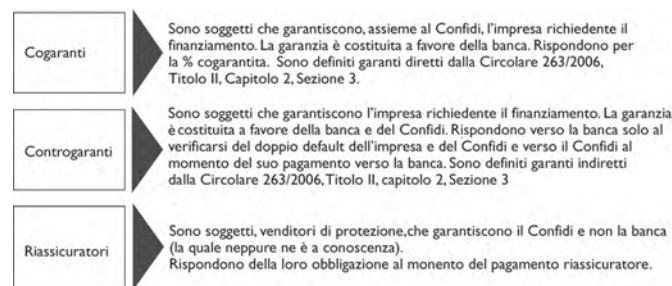 Cogaranti
Sono soggetti che garantiscono, assieme al Confidi, l'impresa richiedente il
finanziamento. La garanzia è costituita a favore della banca. Rispondono per
la % cogarantita. Sono definiti garanti diretti dalla Circolare 263/2006,
Titolo II, Capitolo 2, Sezione 3.
Controgaranti
Sono soggetti che garantiscono l'impresa richiedente il finanziamento. La garanzia
è costituita a favore della banca e del Confidi. Rispondono verso la banca solo al
verificarsi del doppio default dell'impresa e del Confidi e verso il Confidi al
momento del suo pagamento verso la banca. Sono definiti garanti indiretti
dalla Circolare 263/2006, Titolo II, capitolo 2, Sezione 3
Riassicuratori
Sono soggetti, venditori di protezione, che garantiscono il Confidi e non la banca
(la quale neppure ne è a conoscenza).
Rispondono della loro obbligazione al monento del pagamento riassicuratore.